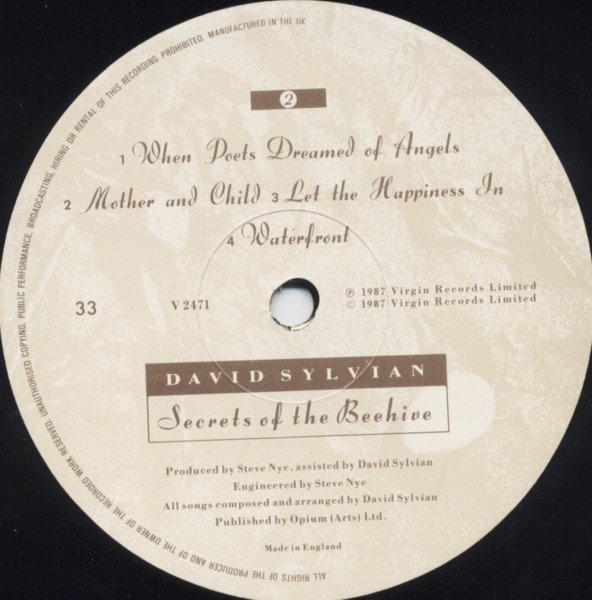 2
1 When Poets Dreamed of Angels
2 Mother and Child 3 Let the Happiness In
4 Waterfront
33
V 2471
℗ 1987 Virgin Records Limited
© 1987 Virgin Records Limited
DAVID SYLVIAN
Secrets of the Beehive
Produced by Steve Nye, assisted by David Sylvian
Engineered by Steve Nye
All songs composed and arranged by David Sylvian
Published by Opium (Arts) Ltd.
Made in England
ALL RIGHTS OF THE PRODUCER AND OF THE OWNER OF THE RECORDED WORK RESERVED. UNAUTHORISED COPYING, PUBLIC PERFORMANCE, BROADCASTING, HIRING OR RENTAL OF THIS RECORDING PROHIBITED. MANUFACTURED IN THE UK